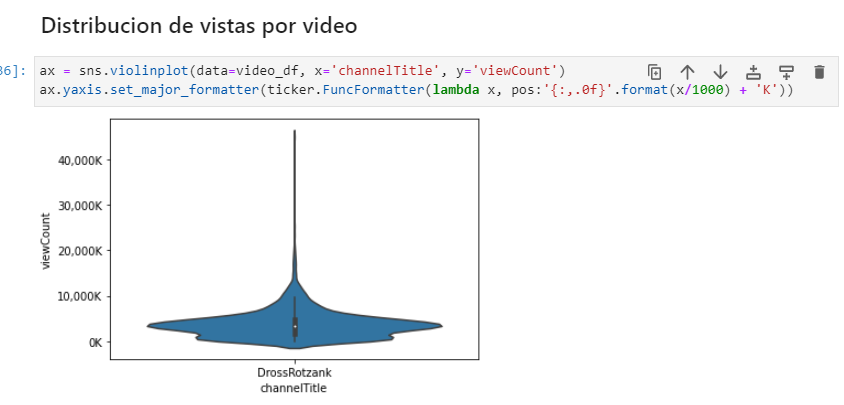 Distribucion de vistas por video
36]: ax = sns.violinplot(data=video_df, x='channelTitle', y='viewCount')
ax.yaxis.set_major_formatter(ticker.FuncFormatter(lambda x, pos:'{:,.0f}'.format(x/1000) + 'K'))
40,000K
30,000K
20,000K
10,000K
0K
viewCount
DrossRotzank
channelTitle